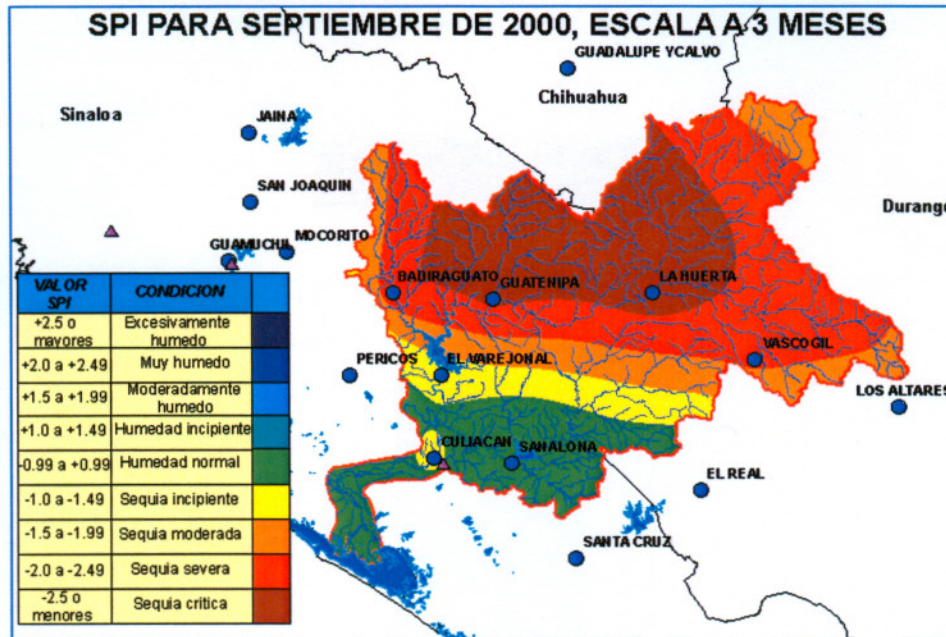 SPI PARA SEPTIEMBRE DE 2000, ESCALA A 3 MESES
GUADALUPE YCALVO
Chihuahua
Sinaloa
JAINA
SAN JOAQUIN
Durango
MOCORITO
GUAMUCHIL
BADIRAGUATO
GUATENIPA
LA HUERTA
VASCOGIL
PERICOS
EL VAREJONAL
LOS ALTARES
CULIACAN
SANALONA
EL REAL
SANTA CRUZ
VALOR SPI CONDICION
+2.5 o mayores Excesivamente humedo
+2.0 a +2.49 Muy humedo
+1.5 a +1.99 Moderadamente humedo
+1.0 a +1.49 Humedad incipiente
-0.99 a +0.99 Humedad normal
-1.0 a -1.49 Sequia incipiente
-1.5 a -1.99 Sequia moderada
-2.0 a -2.49 Sequia severa
-2.5 o menores Sequia critica